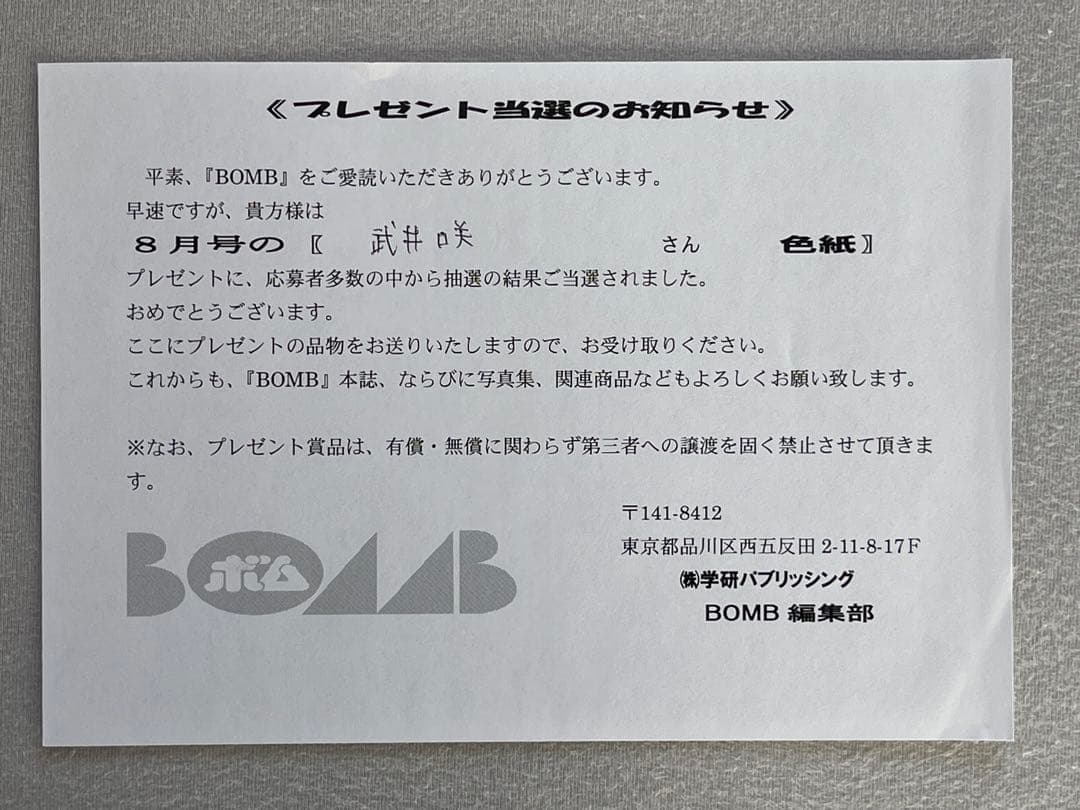 《プレゼント当選のお知らせ》
平素、『BOMB』をご愛読いただきありがとうございます。
早速ですが、貴方様は
８月号の〖 武井咲 さん 色紙〗
プレゼントに、応募者多数の中から抽選の結果ご当選されました。
おめでとうございます。
ここにプレゼントの品物をお送りいたしますので、お受け取りください。
これからも、『BOMB』本誌、ならびに写真集、関連商品などもよろしくお願い致します。
※なお、プレゼント賞品は、有償・無償に関わらず第三者への譲渡を固く禁止させて頂きま
す。
〒141-8412
東京都品川区西五反田 2-11-8-17F
㈱学研パブリッシング
BOMB 編集部
BOMB
ボム